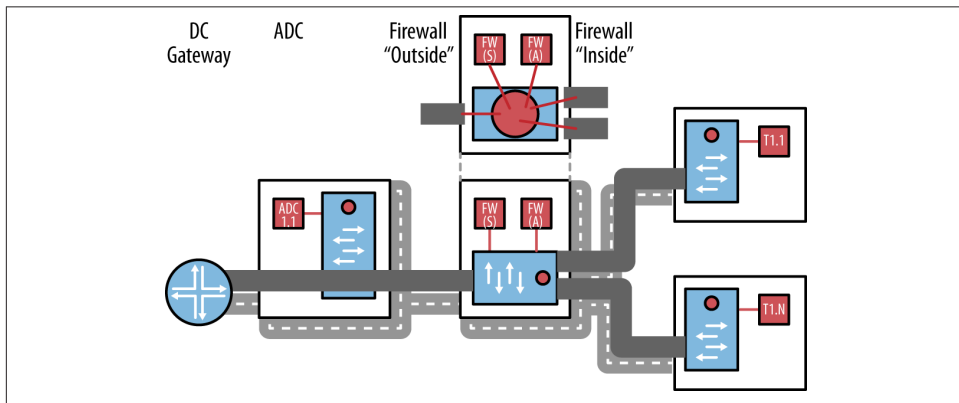 DC
Gateway
ADC
Firewall
“Outside”
FW
(S)
FW
(A)
Firewall
“Inside”
T1.1
ADC
1.1
FW
(S)
FW
(A)
T1.N